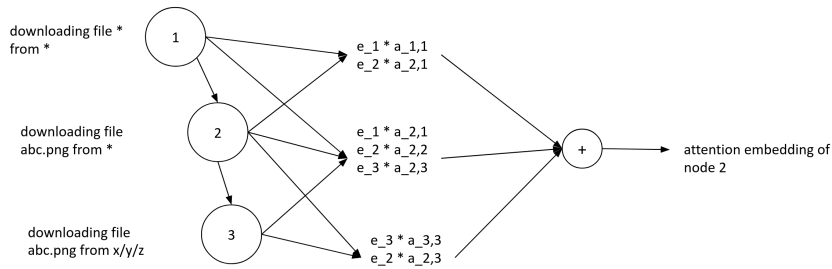 downloading file *
from *
1
e_1 * a_1,1
e_2 * a_2,1
downloading file
abc.png from *
2
e_1 * a_2,1
e_2 * a_2,2
e_3 * a_2,3
+
attention embedding of
node 2
downloading file
abc.png from x/y/z
3
e_3 * a_3,3
e_2 * a_2,3